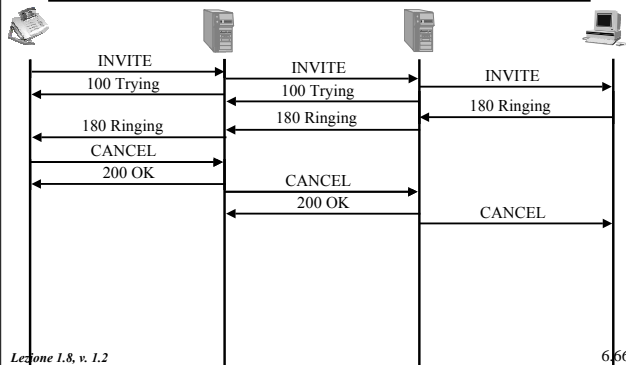 INVITE
INVITE
INVITE
100 Trying
100 Trying
180 Ringing
180 Ringing
180 Ringing
CANCEL
200 OK
CANCEL
200 OK
CANCEL
Lezione 1.8, v. 1.2
6.66